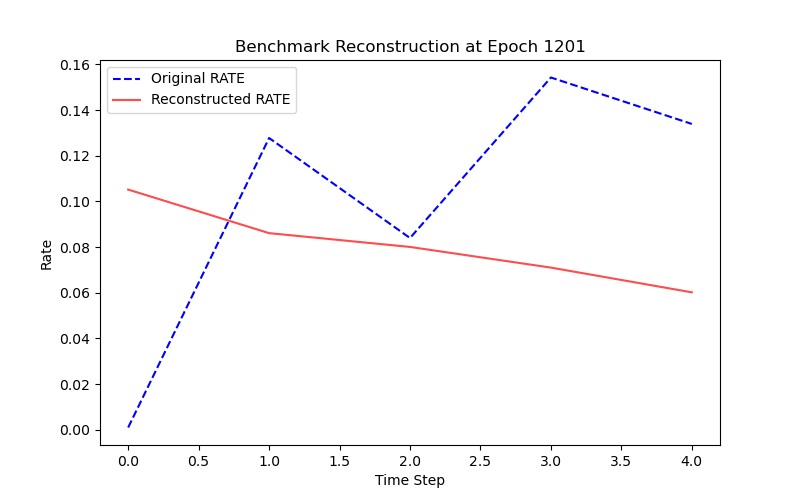 Benchmark Reconstruction at Epoch 1201
Original RATE
Reconstructed RATE
0.16
0.14
0.12
0.10
0.08
0.06
0.04
0.02
0.00
Rate
0.0 0.5 1.0 1.5 2.0 2.5 3.0 3.5 4.0
Time Step